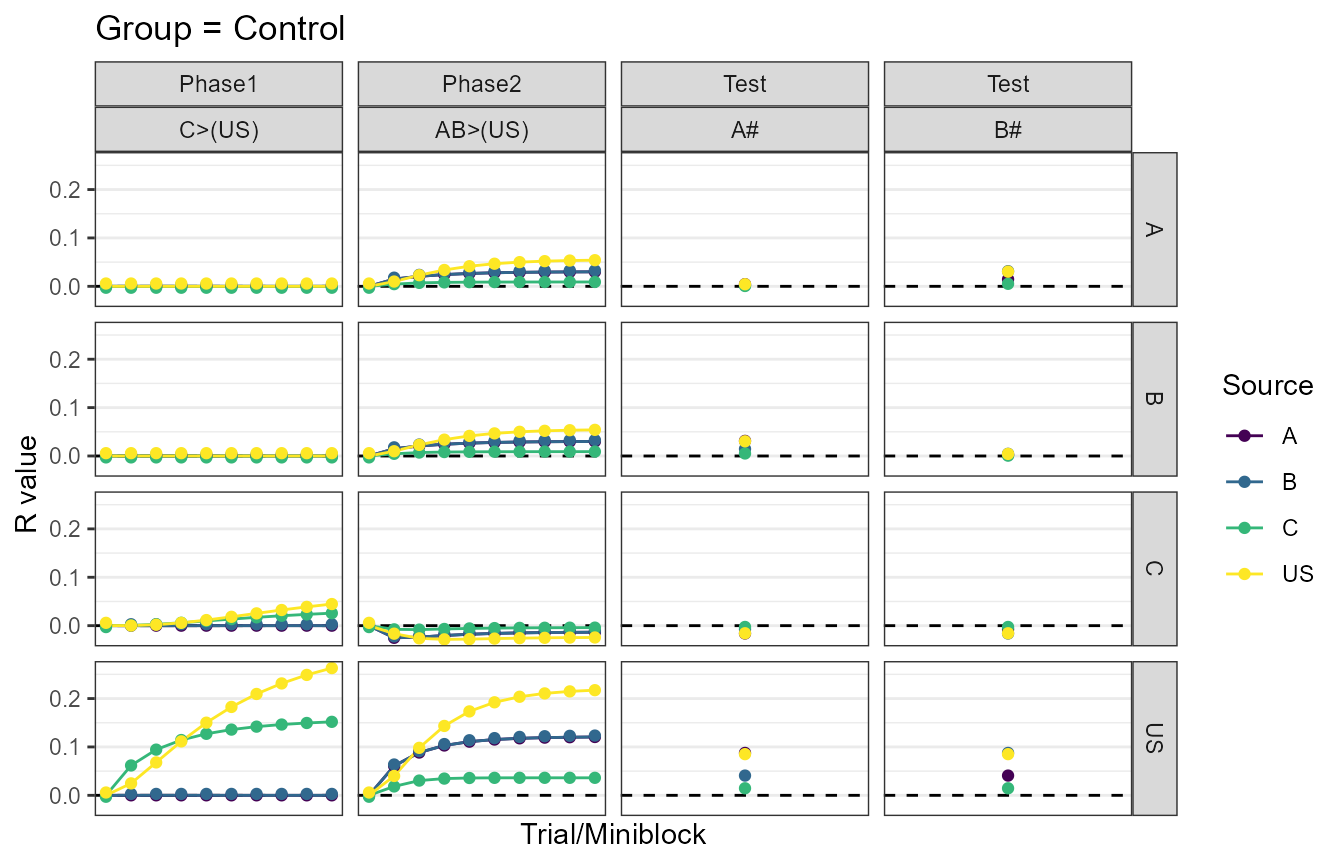 Group = Control
Phase1
Phase2
Test
Test
C>(US)
AB>(US)
A#
B#
0.2
0.1
0.0
A
0.2
0.1
0.0
B
0.2
0.1
0.0
C
0.2
0.1
0.0
US
R value
Trial/Miniblock
Source
A
B
C
US